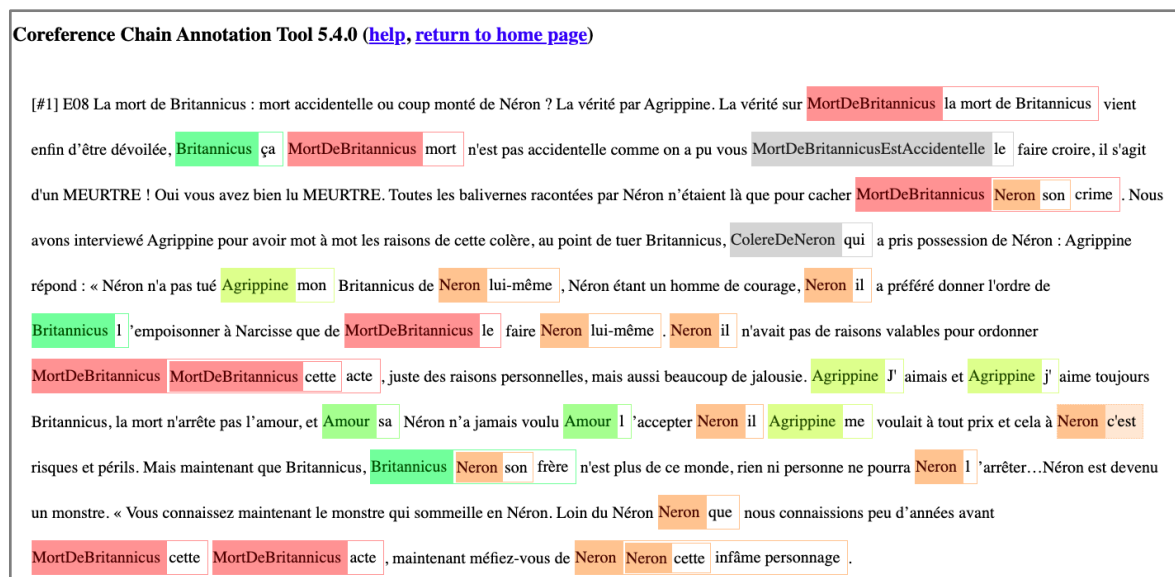 Coreference Chain Annotation Tool 5.4.0 (help, return to home page)
[#1] E08 La mort de Britannicus : mort accidentelle ou coup monté de Néron ? La vérité par Agrippine. La vérité sur MortDeBritannicus la mort de Britannicus vient
enfin d’être dévoilée, Britannicus ça MortDeBritannicus mort n'est pas accidentelle comme on a pu vous MortDeBritannicusEstAccidentelle le faire croire, il s'agit
d'un MEURTRE ! Oui vous avez bien lu MEURTRE. Toutes les balivernes racontées par Néron n’étaient là que pour cacher MortDeBritannicus Neron son crime . Nous
avons interviewé Agrippine pour avoir mot à mot les raisons de cette colère, au point de tuer Britannicus, ColereDeNeron qui a pris possession de Néron : Agrippine
répond : « Néron n'a pas tué Agrippine mon Britannicus de Neron lui-même , Néron étant un homme de courage, Neron il a préféré donner l'ordre de
Britannicus l ’empoisonner à Narcisse que de MortDeBritannicus le faire Neron lui-même . Neron il n'avait pas de raisons valables pour ordonner
MortDeBritannicus MortDeBritannicus cette acte , juste des raisons personnelles, mais aussi beaucoup de jalousie. Agrippine J' aimais et Agrippine j' aime toujours
Britannicus, la mort n'arrête pas l’amour, et Amour sa Néron n’a jamais voulu Amour l ’accepter Neron il Agrippine me voulait à tout prix et cela à Neron c'est
risques et périls. Mais maintenant que Britannicus, Britannicus Neron son frère n'est plus de ce monde, rien ni personne ne pourra Neron l ’arrêter…Néron est devenu
un monstre. « Vous connaissez maintenant le monstre qui sommeille en Néron. Loin du Néron Neron que nous connaissions peu d’années avant
MortDeBritannicus cette MortDeBritannicus acte , maintenant méfiez-vous de Neron Neron cette infâme personnage .